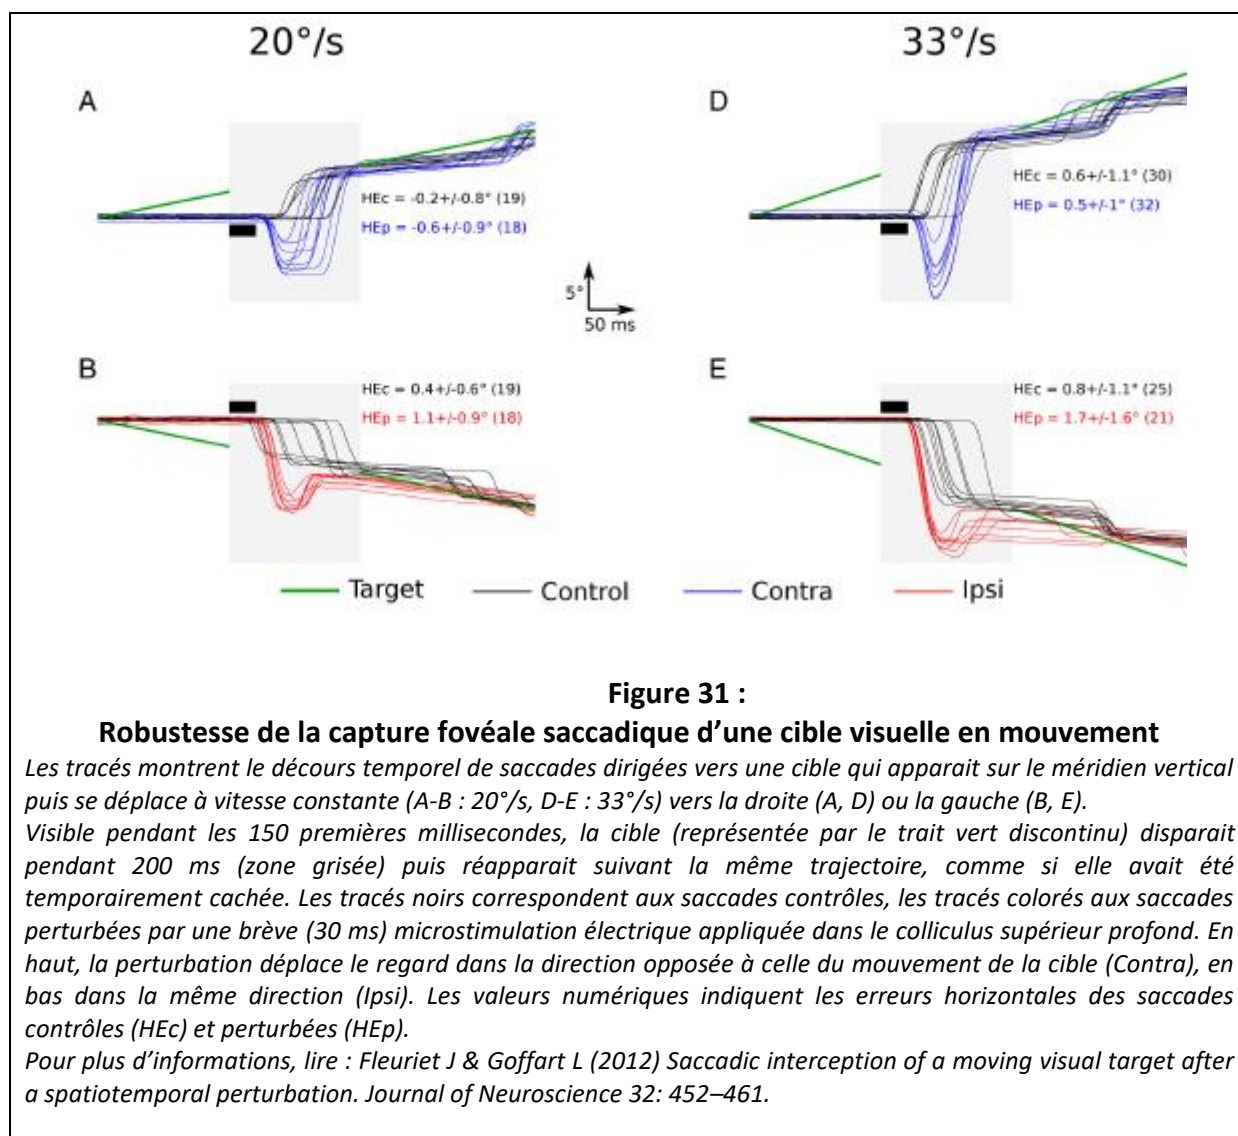 20°/s
33°/s
A
D
HEc = -0.2+/-0.8° (19)
HEp = -0.6+/-0.9° (18)
HEc = 0.6+/-1.1° (30)
HEp = 0.5+/-1° (32)
5°
50 ms
B
E
HEc = 0.4+/-0.6° (19)
HEp = 1.1+/-0.9° (18)
HEc = 0.8+/-1.1° (25)
HEp = 1.7+/-1.6° (21)
Target Control Contra Ipsi
Figure 31 :
Robustesse de la capture fovéale saccadique d’une cible visuelle en mouvement
Les tracés montrent le décours temporel de saccades dirigées vers une cible qui apparait sur le méridien vertical
puis se déplace à vitesse constante (A-B : 20°/s, D-E : 33°/s) vers la droite (A, D) ou la gauche (B, E).
Visible pendant les 150 premières millisecondes, la cible (représentée par le trait vert discontinu) disparait
pendant 200 ms (zone grisée) puis réapparait suivant la même trajectoire, comme si elle avait été
temporairement cachée. Les tracés noirs correspondent aux saccades contrôles, les tracés colorés aux saccades
perturbées par une brève (30 ms) microstimulation électrique appliquée dans le colliculus supérieur profond. En
haut, la perturbation déplace le regard dans la direction opposée à celle du mouvement de la cible (Contra), en
bas dans la même direction (Ipsi). Les valeurs numériques indiquent les erreurs horizontales des saccades
contrôles (HEc) et perturbées (HEp).
Pour plus d’informations, lire : Fleuriet J & Goffart L (2012) Saccadic interception of a moving visual target after
a spatiotemporal perturbation. Journal of Neuroscience 32: 452–461.